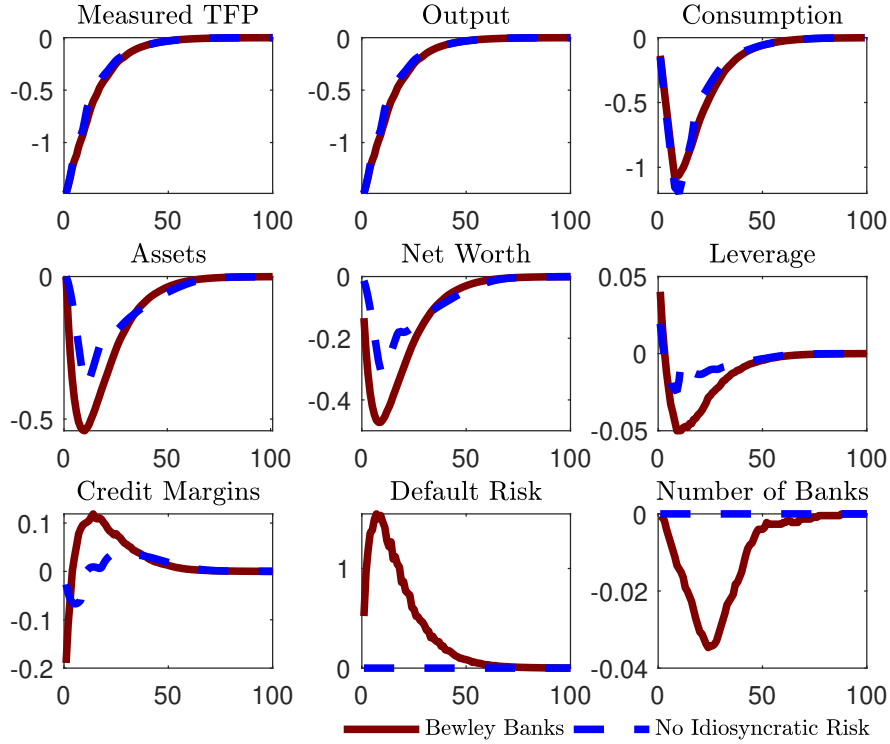 Measured TFP Output Consumption
0 0 0
-0.5 -0.5 -0.5
-1 -1 -1
0 50 100 0 50 100 0 50 100
Assets Net Worth Leverage
0 0 0.05
-0.2 0
-0.5 -0.4 -0.05
0 50 100 0 50 100 0 50 100
Credit Margins Default Risk Number of Banks
0.1 0
0 1 -0.02
-0.1
-0.2 0 -0.04
0 50 100 0 50 100 0 50 100
Bewley Banks No Idiosyncratic Risk